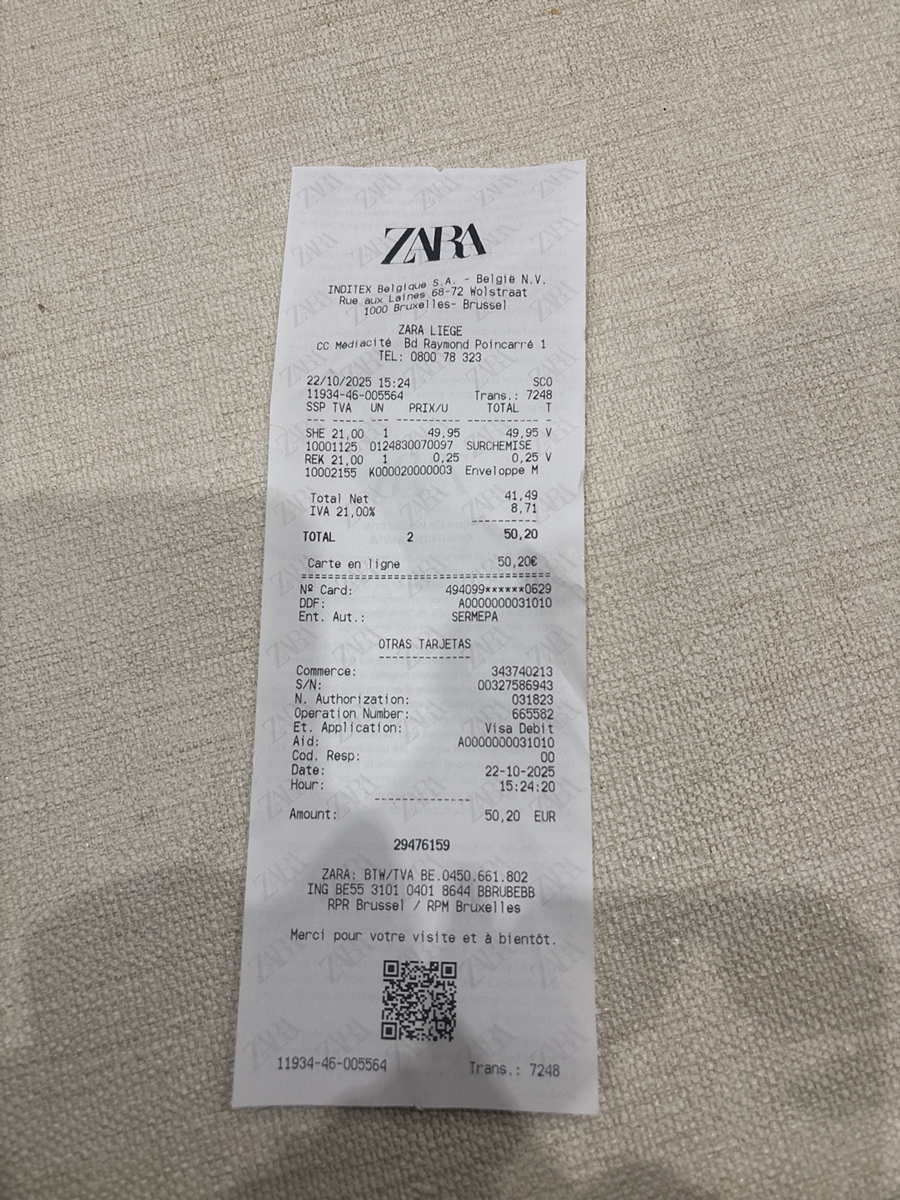 ZARA
INDITEX Belgique S.A. - België N.V.
Rue aux Laines 68-72 Wolstraat
1000 Bruxelles- Brussel
ZARA LIEGE
CC Médiacité Bd Raymond Poincarré 1
TEL: 0800 78 323
22/10/2025 15:24 SCO
11934-46-005564 Trans.: 7248
SSP TVA UN PRIX/U TOTAL T
SHE 21,00 1 49,95 49,95 V
10001125 0124830070097 SURCHEMISE
REK 21,00 1 0,25 0,25 V
10002155 K000020000003 Enveloppe M
Total Net 41,49
IVA 21,00% 8,71
TOTAL 2 50,20
Carte en ligne 50,20€
Nº Card: 494099******0629
DDF: A0000000031010
Ent. Aut.: SERMEPA
OTRAS TARJETAS
Commerce: 343740213
S/N: 00327586943
N. Authorization: 031823
Operation Number: 665582
Et. Application: Visa Debit
Aid: A0000000031010
Cod. Resp: 00
Date: 22-10-2025
Hour: 15:24:20
Amount: 50,20 EUR
29476159
ZARA: BTW/TVA BE.0450.661.802
ING BE55 3101 0401 8644 BBRUBEBB
RPR Brussel / RPM Bruxelles
Merci pour votre visite et à bientôt.
11934-46-005564 Trans.: 7248